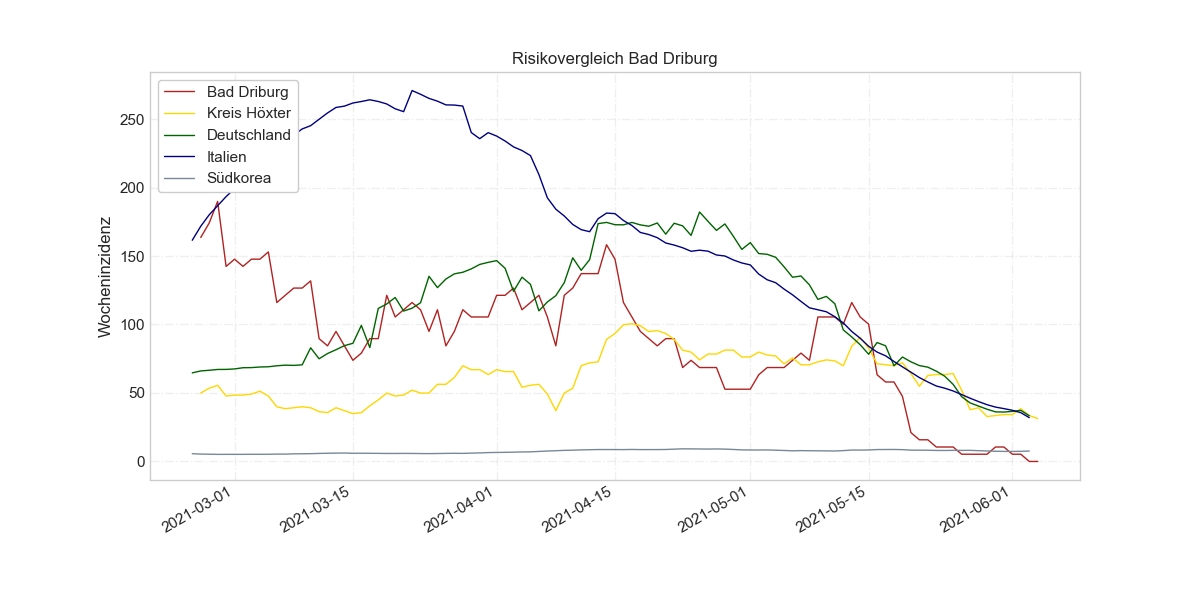 Risikovergleich Bad Driburg
Bad Driburg
Kreis Höxter
Deutschland
Italien
Südkorea
Wocheninzidenz
250
200
150
100
50
0
2021-03-01
2021-03-15
2021-04-01
2021-04-15
2021-05-01
2021-05-15
2021-06-01